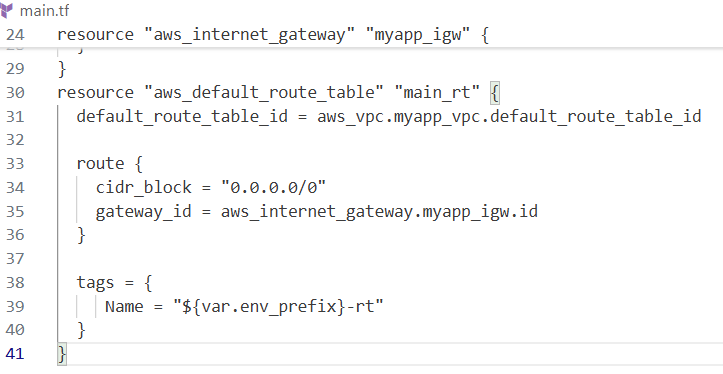 main.tf
24 resource "aws_internet_gateway" "myapp_igw" {
29 }
30 resource "aws_default_route_table" "main_rt" {
31 default_route_table_id = aws_vpc.myapp_vpc.default_route_table_id
32
33 route {
34 cidr_block = "0.0.0.0/0"
35 gateway_id = aws_internet_gateway.myapp_igw.id
36 }
37
38 tags = {
39 Name = "${var.env_prefix}-rt"
40 }
41 }